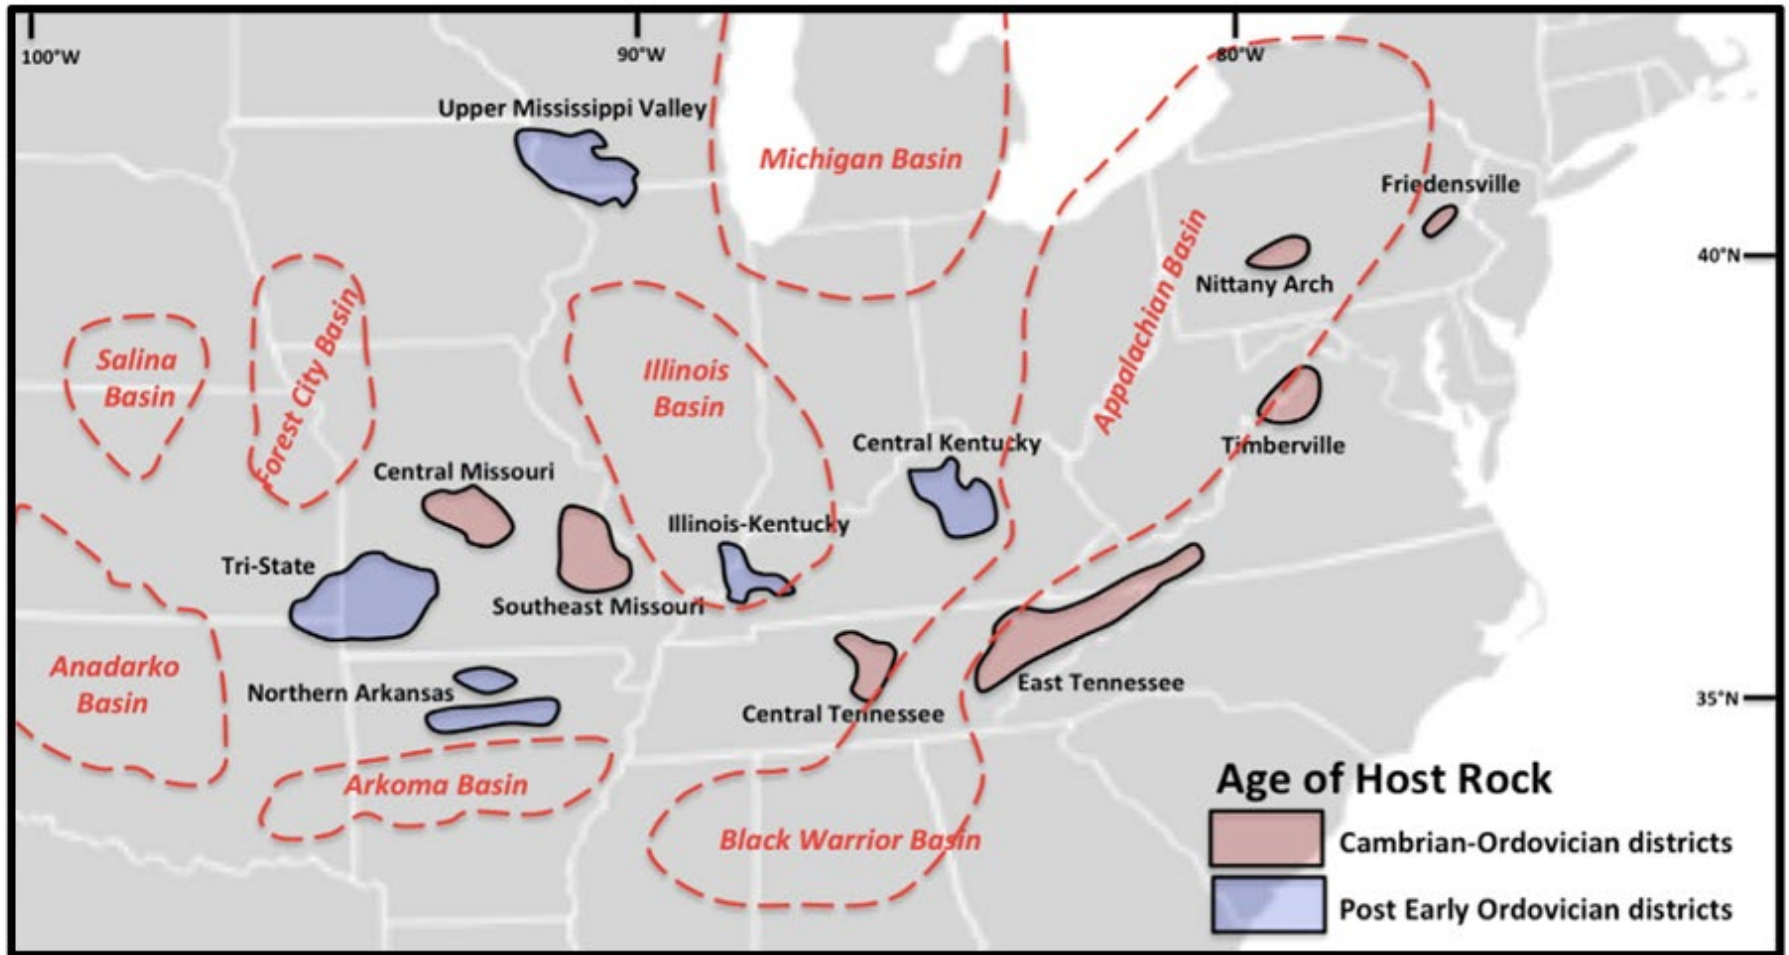 100°W
90°W
80°W
Upper Mississippi Valley
Michigan Basin
Friedensville
40°N
Nittany Arch
Appalachian Basin
Salina
Basin
Forest City Basin
Illinois
Basin
Central Kentucky
Timberville
Central Missouri
Illinois-Kentucky
Tri-State
Southeast Missouri
Anadarko
Basin
Northern Arkansas
East Tennessee
35°N
Central Tennessee
Arkoma Basin
Black Warrior Basin
Age of Host Rock
Cambrian-Ordovician districts
Post Early Ordovician districts